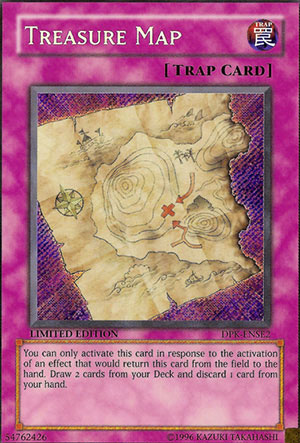 TREASURE MAP
TRAP
罠
[TRAP CARD]
LIMITED EDITION
DPK-ENSE2
You can only activate this card in response to the activation
of an effect that would return this card from the field to
the hand. Draw 2 cards from your Deck and discard 1 card from
your hand.
54762426
©1996 KAZUKI TAKAHASHI